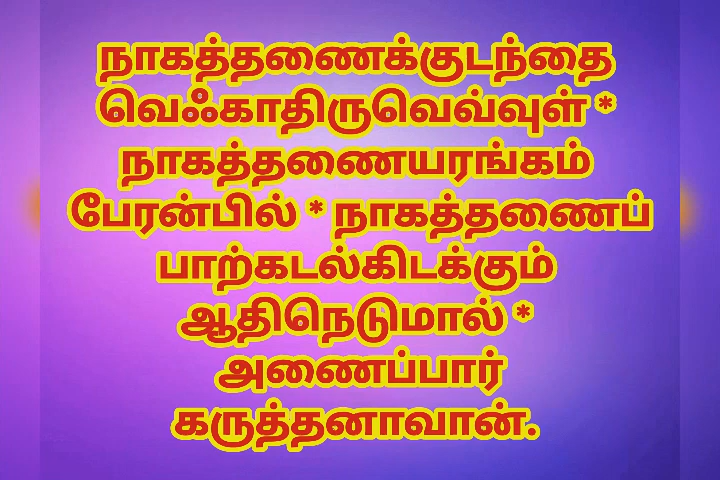 நாகத்தணைக்குடந்தை
வெஃகாதிருவெவ்வுள் *
நாகத்தணையரங்கம்
பேரன்பில் * நாகத்தணைப்
பாற்கடல்கிடக்கும்
ஆதிநெடுமால் *
அணைப்பார்
கருத்தனாவான்.